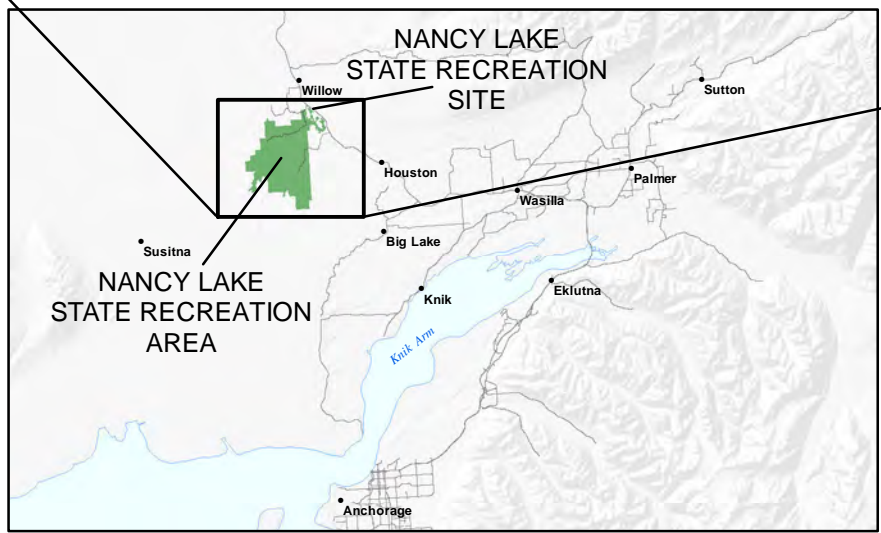 NANCY LAKE
STATE RECREATION
SITE
Willow
Sutton
Houston
Palmer
Wasilla
Big Lake
Susitna
NANCY LAKE
STATE RECREATION
AREA
Knik
Eklutna
Knik Arm
Anchorage